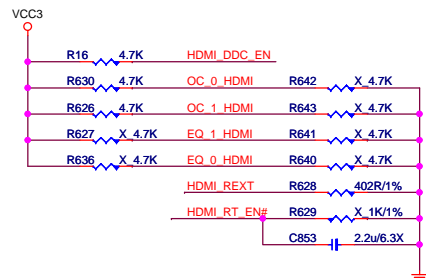 VCC3
R16 4.7K HDMI_DDC_EN
R630 4.7K OC_0_HDMI R642 X_4.7K
R626 4.7K OC_1_HDMI R643 X_4.7K
R627 X_4.7K EQ_1_HDMI R641 X_4.7K
R636 X_4.7K EQ_0_HDMI R640 X_4.7K
HDMI_REXT R628 402R/1%
HDMI_RT_EN# R629 X_1K/1%
C853 2.2u/6.3X